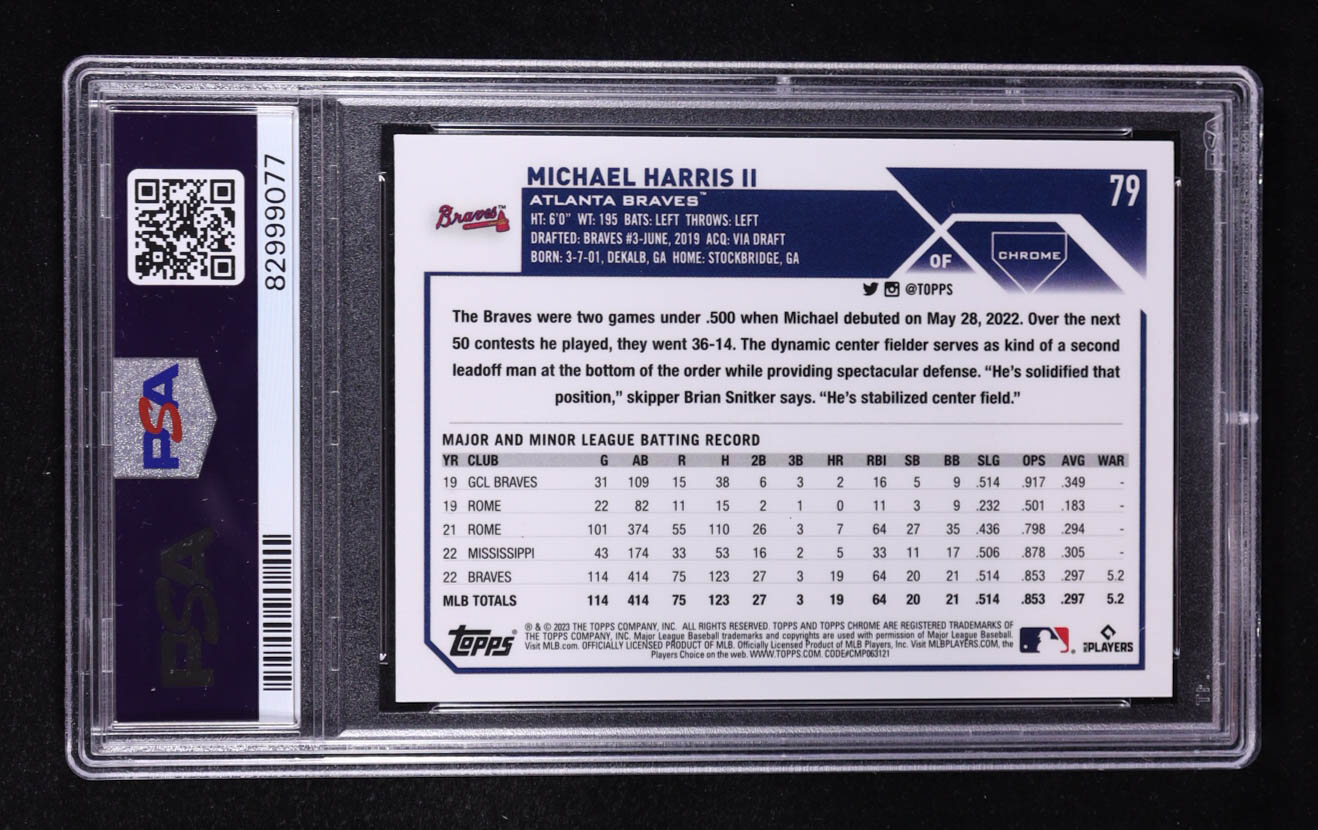 82999077
PSA
PSA
PSA
MICHAEL HARRIS II
79
Braves™
ATLANTA BRAVES™
HT: 6'0" WT: 195 BATS: LEFT THROWS: LEFT
DRAFTED: BRAVES #3-JUNE, 2019 ACQ: VIA DRAFT
BORN: 3-7-01, DEKALB, GA HOME: STOCKBRIDGE, GA
OF
CHROME
@TOPPS
The Braves were two games under .500 when Michael debuted on May 28, 2022. Over the next
50 contests he played, they went 36-14. The dynamic center fielder serves as kind of a second
leadoff man at the bottom of the order while providing spectacular defense. “He’s solidified that
position,” skipper Brian Snitker says. “He’s stabilized center field.”
MAJOR AND MINOR LEAGUE BATTING RECORD
YR CLUB G AB R H 2B 3B HR RBI SB BB SLG OPS AVG WAR
19 GCL BRAVES 31 109 15 38 6 3 2 16 5 9 .514 .917 .349 -
19 ROME 22 82 11 15 2 1 0 11 3 9 .232 .501 .183 -
21 ROME 101 374 55 110 26 3 7 64 27 35 .436 .798 .294 -
22 MISSISSIPPI 43 174 33 53 16 2 5 33 11 17 .506 .878 .305 -
22 BRAVES 114 414 75 123 27 3 19 64 20 21 .514 .853 .297 5.2
MLB TOTALS 114 414 75 123 27 3 19 64 20 21 .514 .853 .297 5.2
topps®
® & © 2023 THE TOPPS COMPANY, INC. ALL RIGHTS RESERVED. TOPPS AND TOPPS CHROME ARE REGISTERED TRADEMARKS OF
THE TOPPS COMPANY, INC. Major League Baseball trademarks and copyrights are used with permission of Major League Baseball.
Visit MLB.com. OFFICIALLY LICENSED PRODUCT OF MLB. Officially Licensed Product of MLB Players, Inc. Visit MLBPLAYERS.COM, the
Players Choice on the web. WWW.TOPPS.COM. CODE#CMP063121
MLB PLAYERS